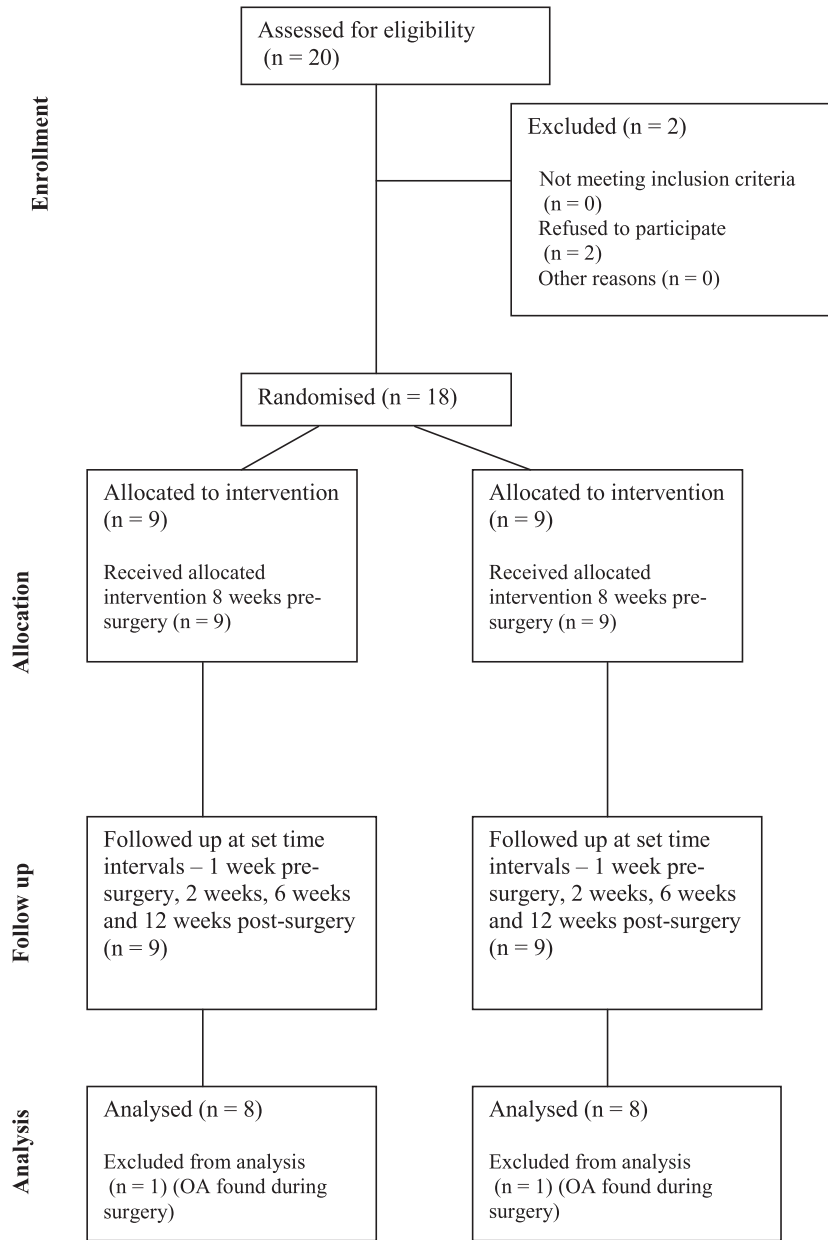 Assessed for eligibility
(n = 20)
Enrollment
Excluded (n = 2)
Not meeting inclusion criteria
(n = 0)
Refused to participate
(n = 2)
Other reasons (n = 0)
Randomised (n = 18)
Allocation
Allocated to intervention
(n = 9)
Received allocated
intervention 8 weeks pre-
surgery (n = 9)
Allocated to intervention
(n = 9)
Received allocated
intervention 8 weeks pre-
surgery (n = 9)
Follow up
Followed up at set time
intervals – 1 week pre-
surgery, 2 weeks, 6 weeks
and 12 weeks post-surgery
(n = 9)
Followed up at set time
intervals – 1 week pre-
surgery, 2 weeks, 6 weeks
and 12 weeks post-surgery
(n = 9)
Analysis
Analysed (n = 8)
Excluded from analysis
(n = 1) (OA found during
surgery)
Analysed (n = 8)
Excluded from analysis
(n = 1) (OA found during
surgery)